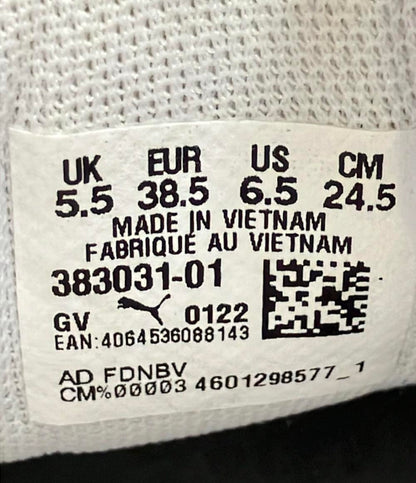 UK EUR US CM
5.5 38.5 6.5 24.5
MADE IN VIETNAM
FABRIQUÉ AU VIETNAM
383031-01
GV 0122
EAN:4064536088143
AD FDNBV
CM%00003 4601298577_1